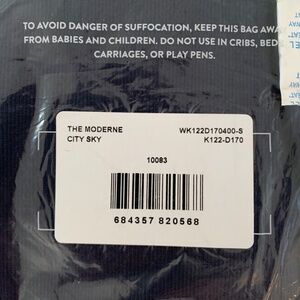 TO AVOID DANGER OF SUFFOCATION, KEEP THIS BAG AWA
FROM BABIES AND CHILDREN. DO NOT USE IN CRIBS, BED
CARRIAGES, OR PLAY PENS.
THE MODERNE WK122D170400-S
CITY SKY K122-D170
10083
684357 820568